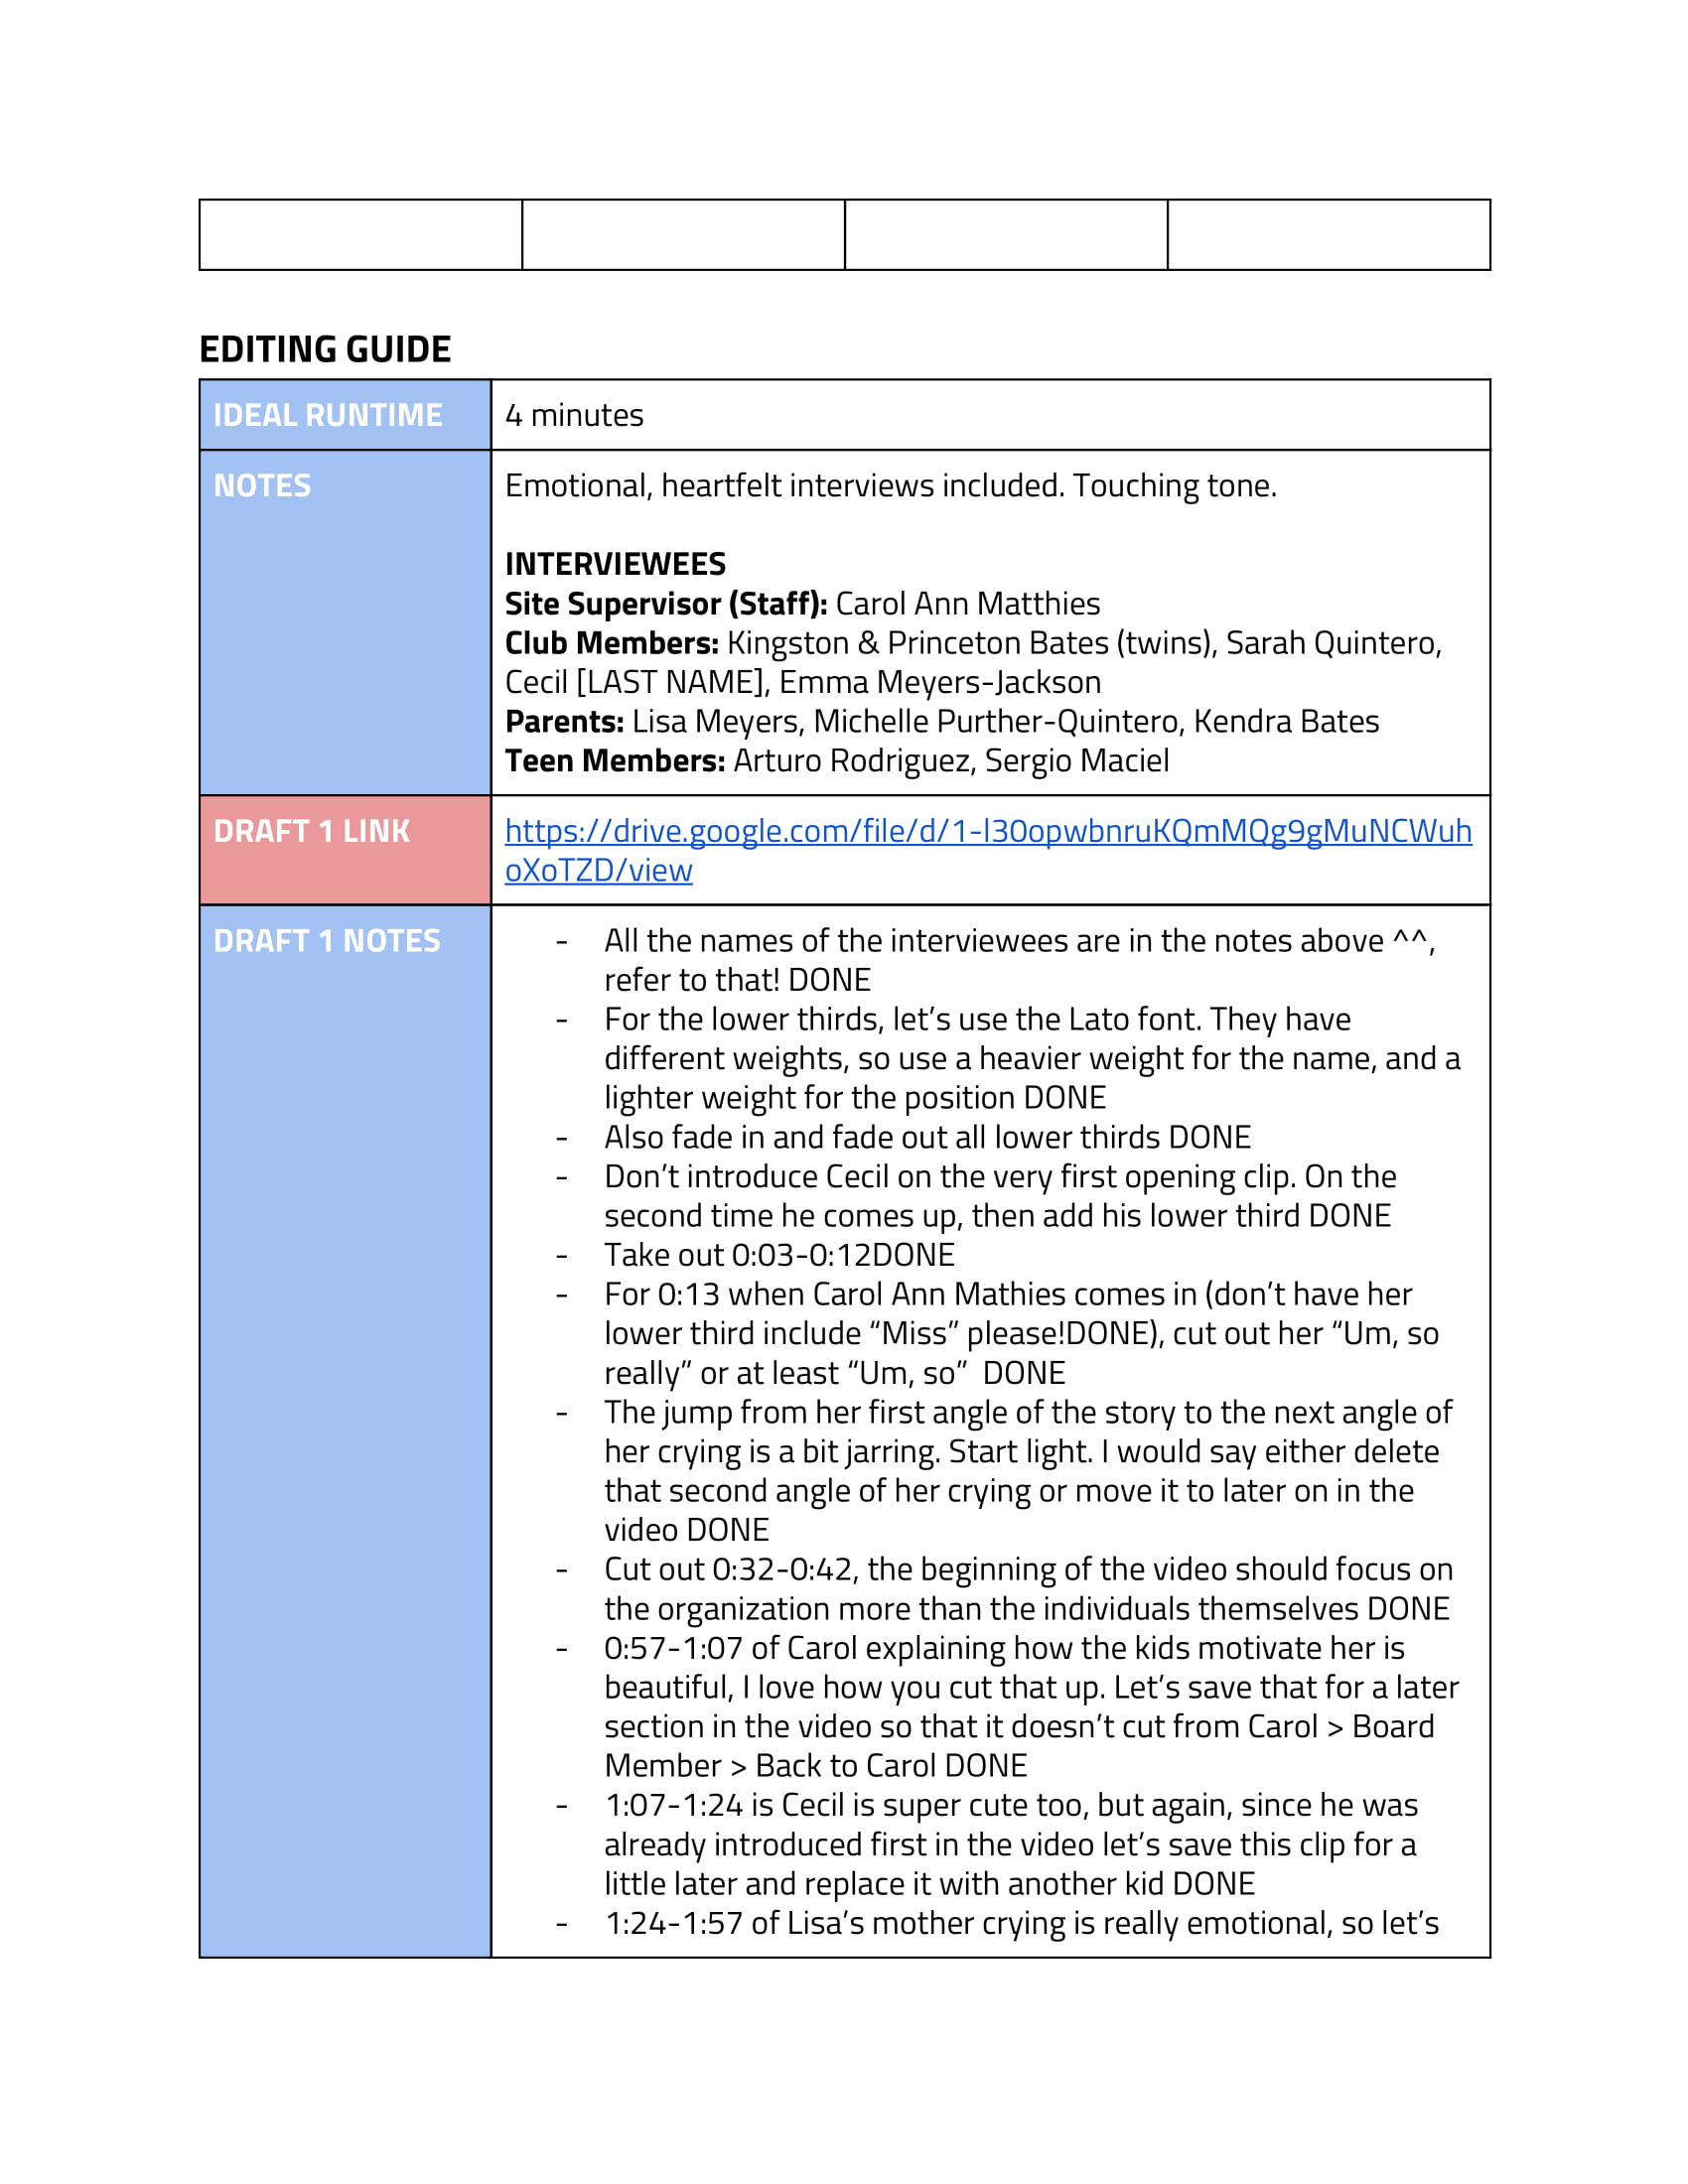 EDITING GUIDE
IDEAL RUNTIME
4 minutes
NOTES
Emotional, heartfelt interviews included. Touching tone.
INTERVIEWEES
Site Supervisor (Staff): Carol Ann Matthies
Club Members: Kingston & Princeton Bates (twins), Sarah Quintero,
Cecil [LAST NAME], Emma Meyers-Jackson
Parents: Lisa Meyers, Michelle Purther-Quintero, Kendra Bates
Teen Members: Arturo Rodriguez, Sergio Maciel
DRAFT 1 LINK
https://drive.google.com/file/d/1-l30opwbnruKQmMQg9gMuNCWuh
oXoTZD/view
DRAFT 1 NOTES
- All the names of the interviewees are in the notes above ^^,
refer to that! DONE
- For the lower thirds, let’s use the Lato font. They have
different weights, so use a heavier weight for the name, and a
lighter weight for the position DONE
- Also fade in and fade out all lower thirds DONE
- Don’t introduce Cecil on the very first opening clip. On the
second time he comes up, then add his lower third DONE
- Take out 0:03-0:12DONE
- For 0:13 when Carol Ann Mathies comes in (don’t have her
lower third include “Miss” please!DONE), cut out her “Um, so
really” or at least “Um, so”  DONE
- The jump from her first angle of the story to the next angle of
her crying is a bit jarring. Start light. I would say either delete
that second angle of her crying or move it to later on in the
video DONE
- Cut out 0:32-0:42, the beginning of the video should focus on
the organization more than the individuals themselves DONE
- 0:57-1:07 of Carol explaining how the kids motivate her is
beautiful, I love how you cut that up. Let’s save that for a later
section in the video so that it doesn’t cut from Carol > Board
Member > Back to Carol DONE
- 1:07-1:24 is Cecil is super cute too, but again, since he was
already introduced first in the video let’s save this clip for a
little later and replace it with another kid DONE
- 1:24-1:57 of Lisa’s mother crying is really emotional, so let’s